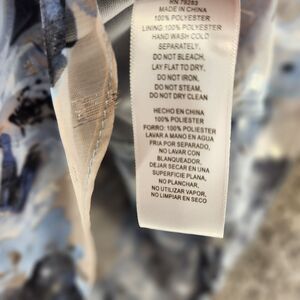 RN 79283
MADE IN CHINA
100% POLYESTER
LINING:100% POLYESTER
HAND WASH COLD
SEPARATELY.
DO NOT BLEACH.
LAY FLAT TO DRY.
DO NOT IRON.
DO NOT STEAM.
DO NOT DRY CLEAN
HECHO EN CHINA
100% POLYESTER
FORRO: 100% POLYESTER
LAVAR A MANO EN AGUA
FRIA POR SEPARADO,
NO LAVAR CON
BLANQUEADOR.
DEJAR SECAR EN UNA
SUPERFICIE PLANA,
NO PLANCHAR,
NO UTILIZAR VAPOR,
NO LIMPIAR EN SECO